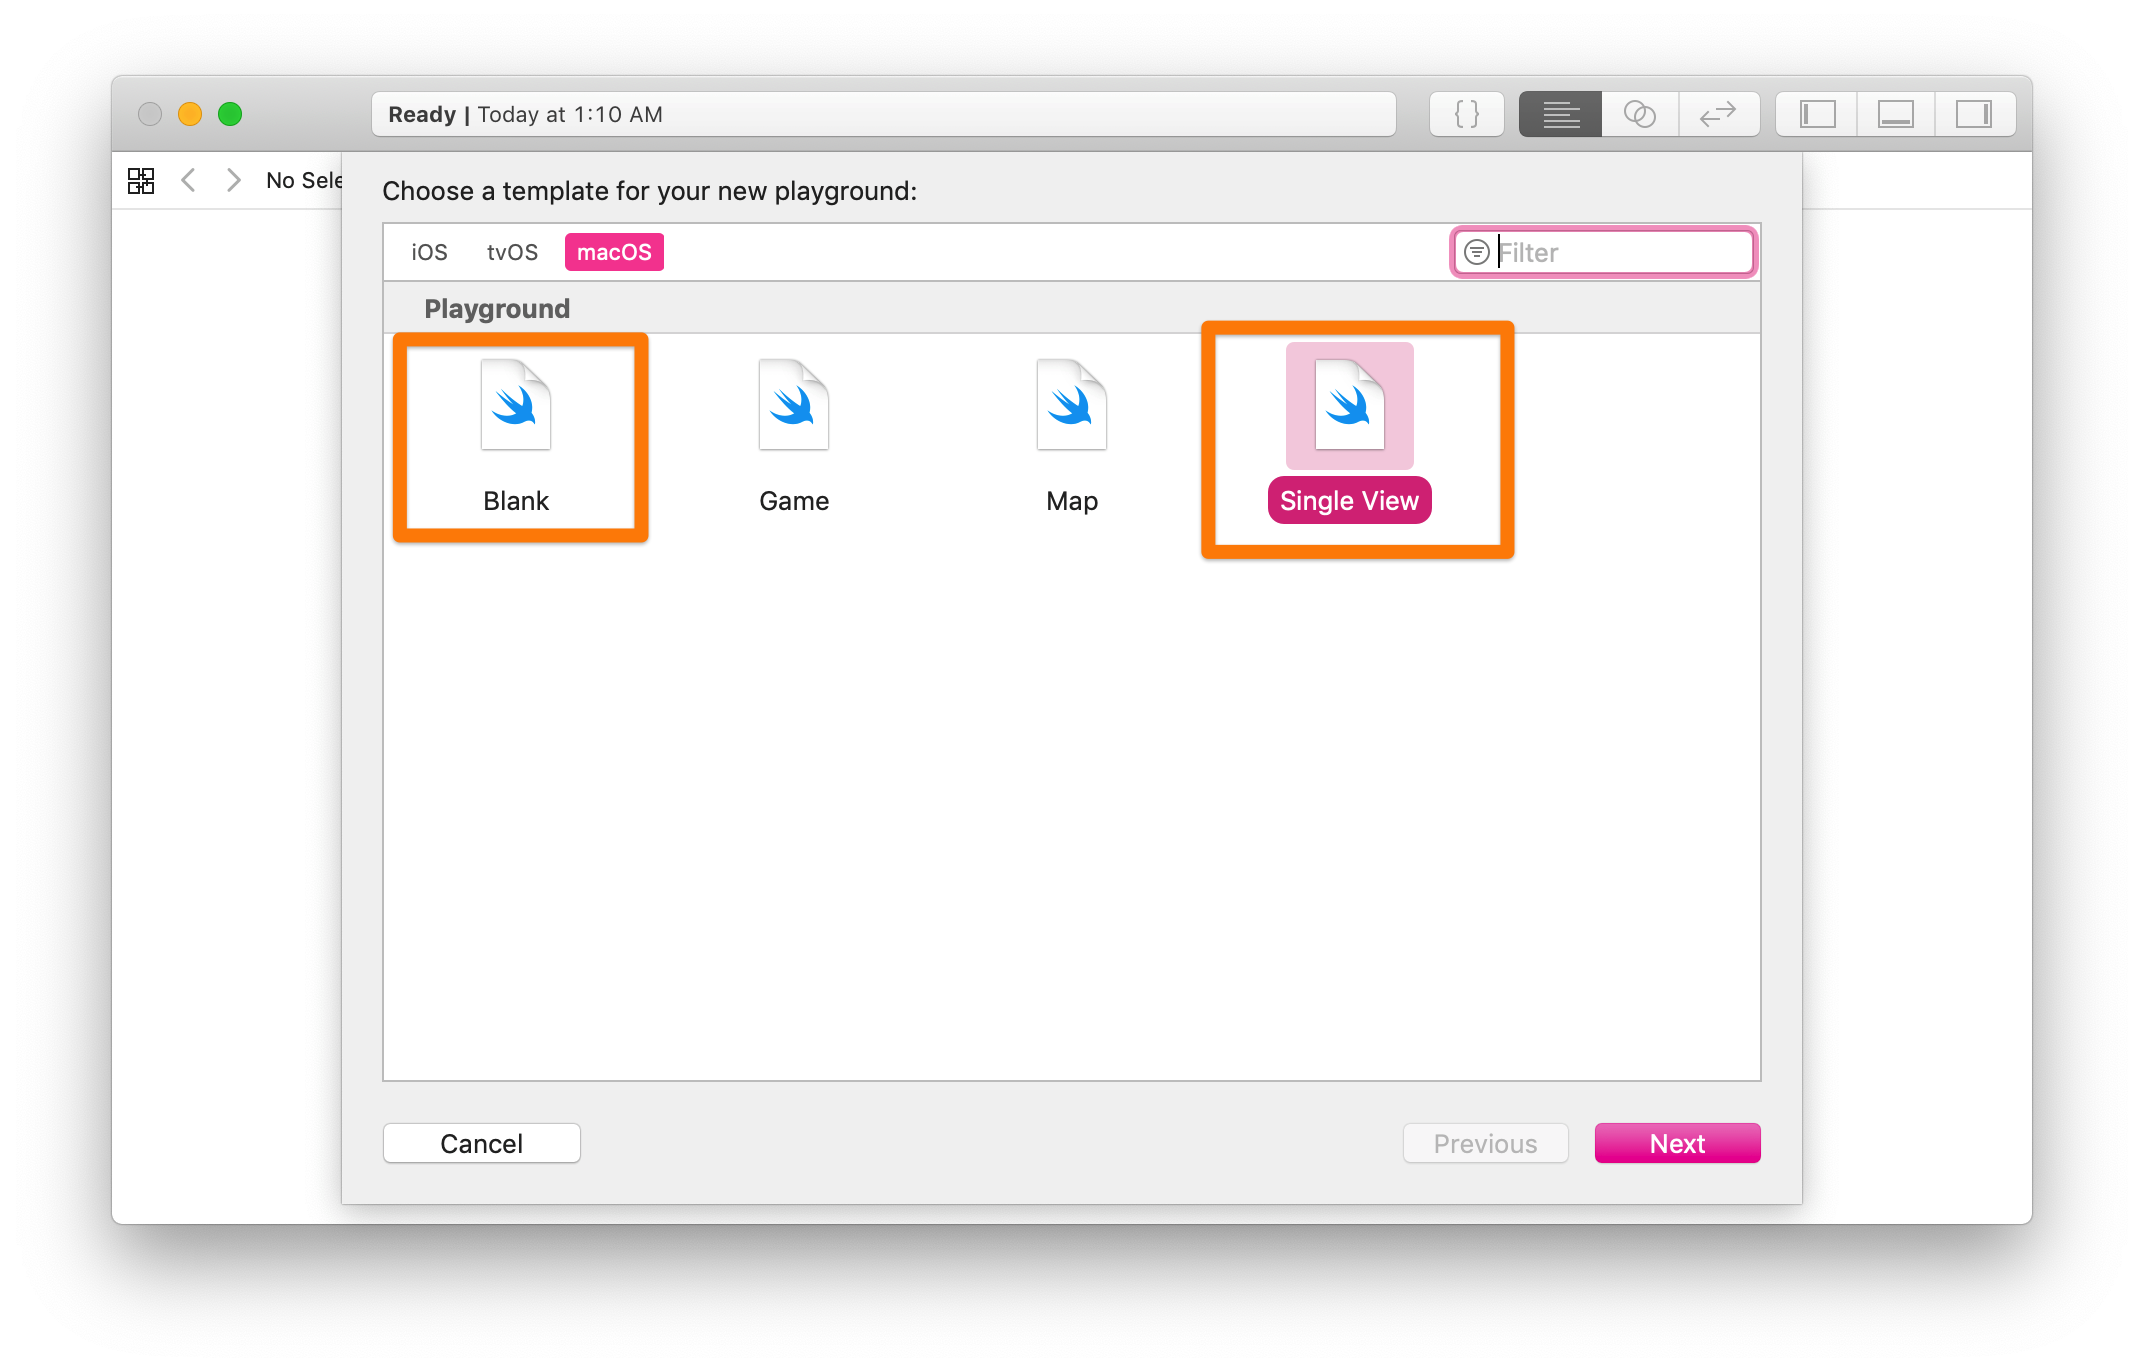 Ready | Today at 1:10 AM
{ }
No Sele
Choose a template for your new playground:
iOS tvOS macOS Filter
Playground
Blank Game Map Single View
Cancel Previous Next